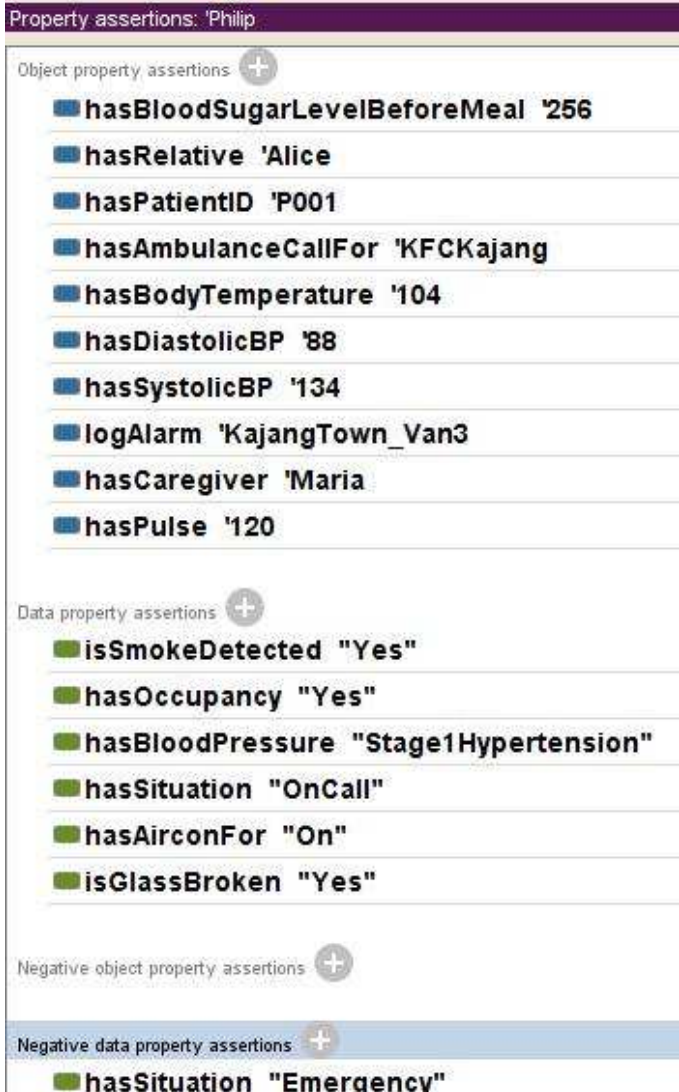 Property assertions: 'Philip
Object property assertions
hasBloodSugarLevelBeforeMeal '256
hasRelative 'Alice
hasPatientID 'P001
hasAmbulanceCallFor 'KFCKajang
hasBodyTemperature '104
hasDiastolicBP '88
hasSystolicBP '134
logAlarm 'KajangTown_Van3
hasCaregiver 'Maria
hasPulse '120
Data property assertions
isSmokeDetected "Yes"
hasOccupancy "Yes"
hasBloodPressure "Stage1Hypertension"
hasSituation "OnCall"
hasAirconFor "On"
isGlassBroken "Yes"
Negative object property assertions
Negative data property assertions
hasSituation "Emergency"